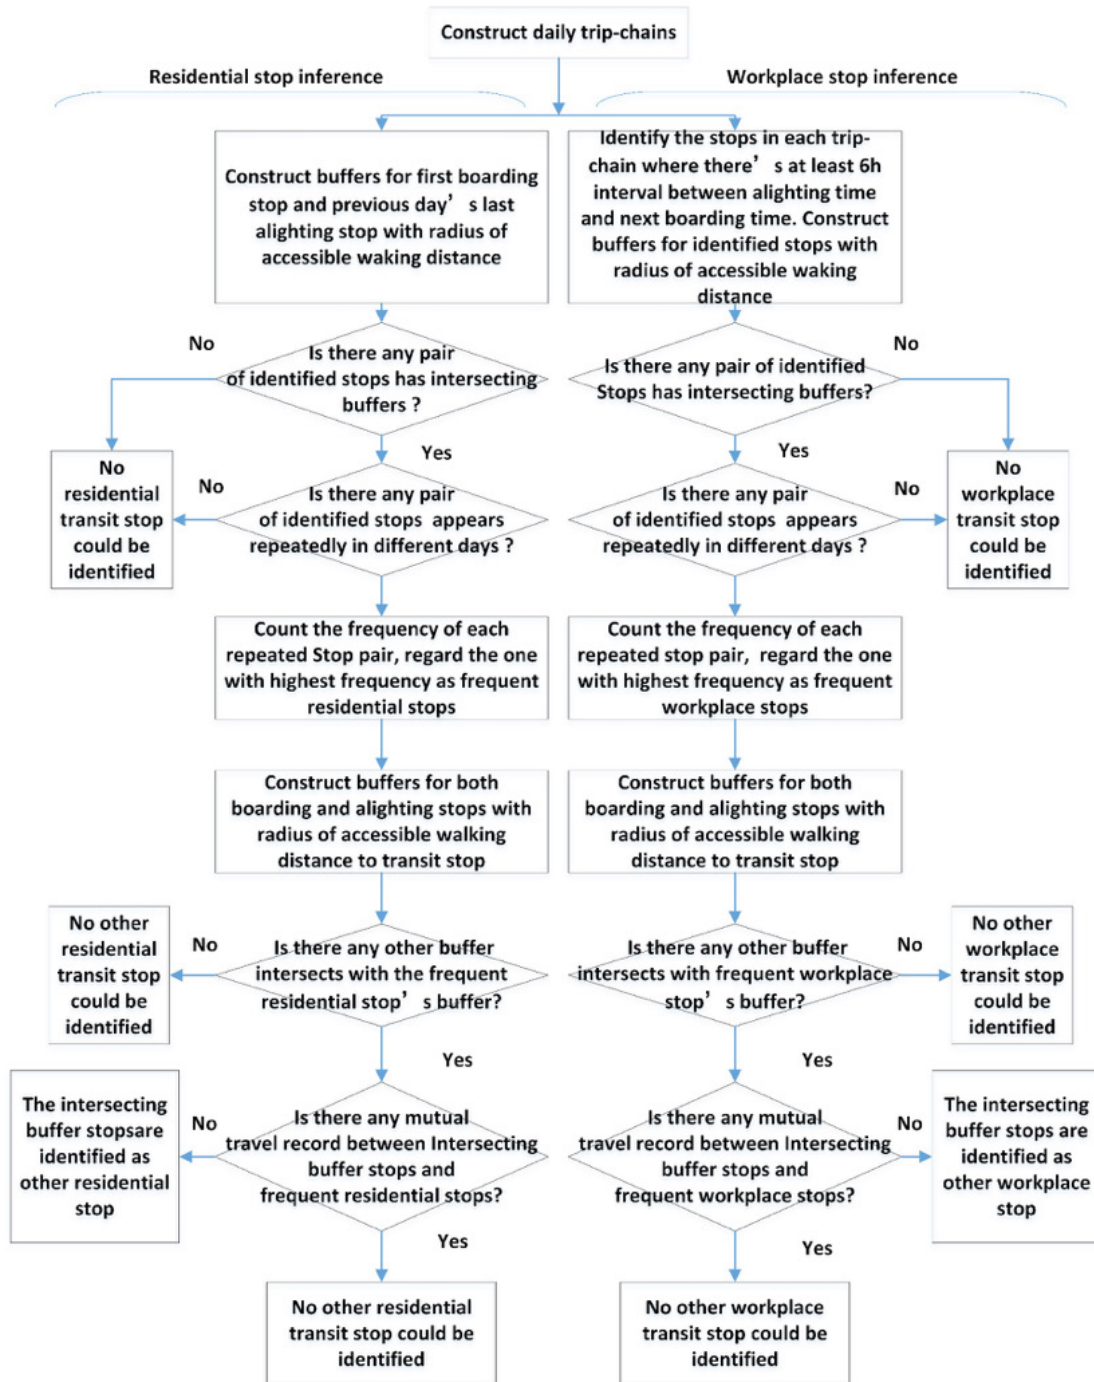 Construct daily trip-chains
Residential stop inference
Workplace stop inference
Construct buffers for first boarding
stop and previous day's last
alighting stop with radius of
accessible waking distance
Identify the stops in each trip-
chain where there's at least 6h
interval between alighting time
and next boarding time. Construct
buffers for identified stops with
radius of accessible waking
distance
No
Is there any pair
of identified stops has intersecting
buffers ?
Is there any pair of identified
Stops has intersecting buffers?
No
Yes
Yes
No
residential
transit stop
could be
identified
No
Is there any pair
of identified stops appears
repeatedly in different days ?
Is there any pair
of identified stops appears
repeatedly in different days ?
No
No
workplace
transit stop
could be
identified
Count the frequency of each
repeated Stop pair, regard the one
with highest frequency as frequent
residential stops
Count the frequency of each
repeated stop pair, regard the one
with highest frequency as frequent
workplace stops
Construct buffers for both
boarding and alighting stops with
radius of accessible walking
distance to transit stop
Construct buffers for both
boarding and alighting stops with
radius of accessible walking
distance to transit stop
No other
residential
transit stop
could be
identified
No
Is there any other buffer
intersects with the frequent
residential stop's buffer?
Is there any other buffer
intersects with frequent workplace
stop's buffer?
No
No other
workplace
transit stop
could be
identified
Yes
Yes
The intersecting
buffer stopsare
identified as
other residential
stop
No
Is there any mutual
travel record between Intersecting
buffer stops and
frequent residential stops?
Is there any mutual
travel record between Intersecting
buffer stops and
frequent workplace stops?
No
The intersecting
buffer stops are
identified as
other workplace
stop
Yes
Yes
No other residential
transit stop could be
identified
No other workplace
transit stop could be
identified